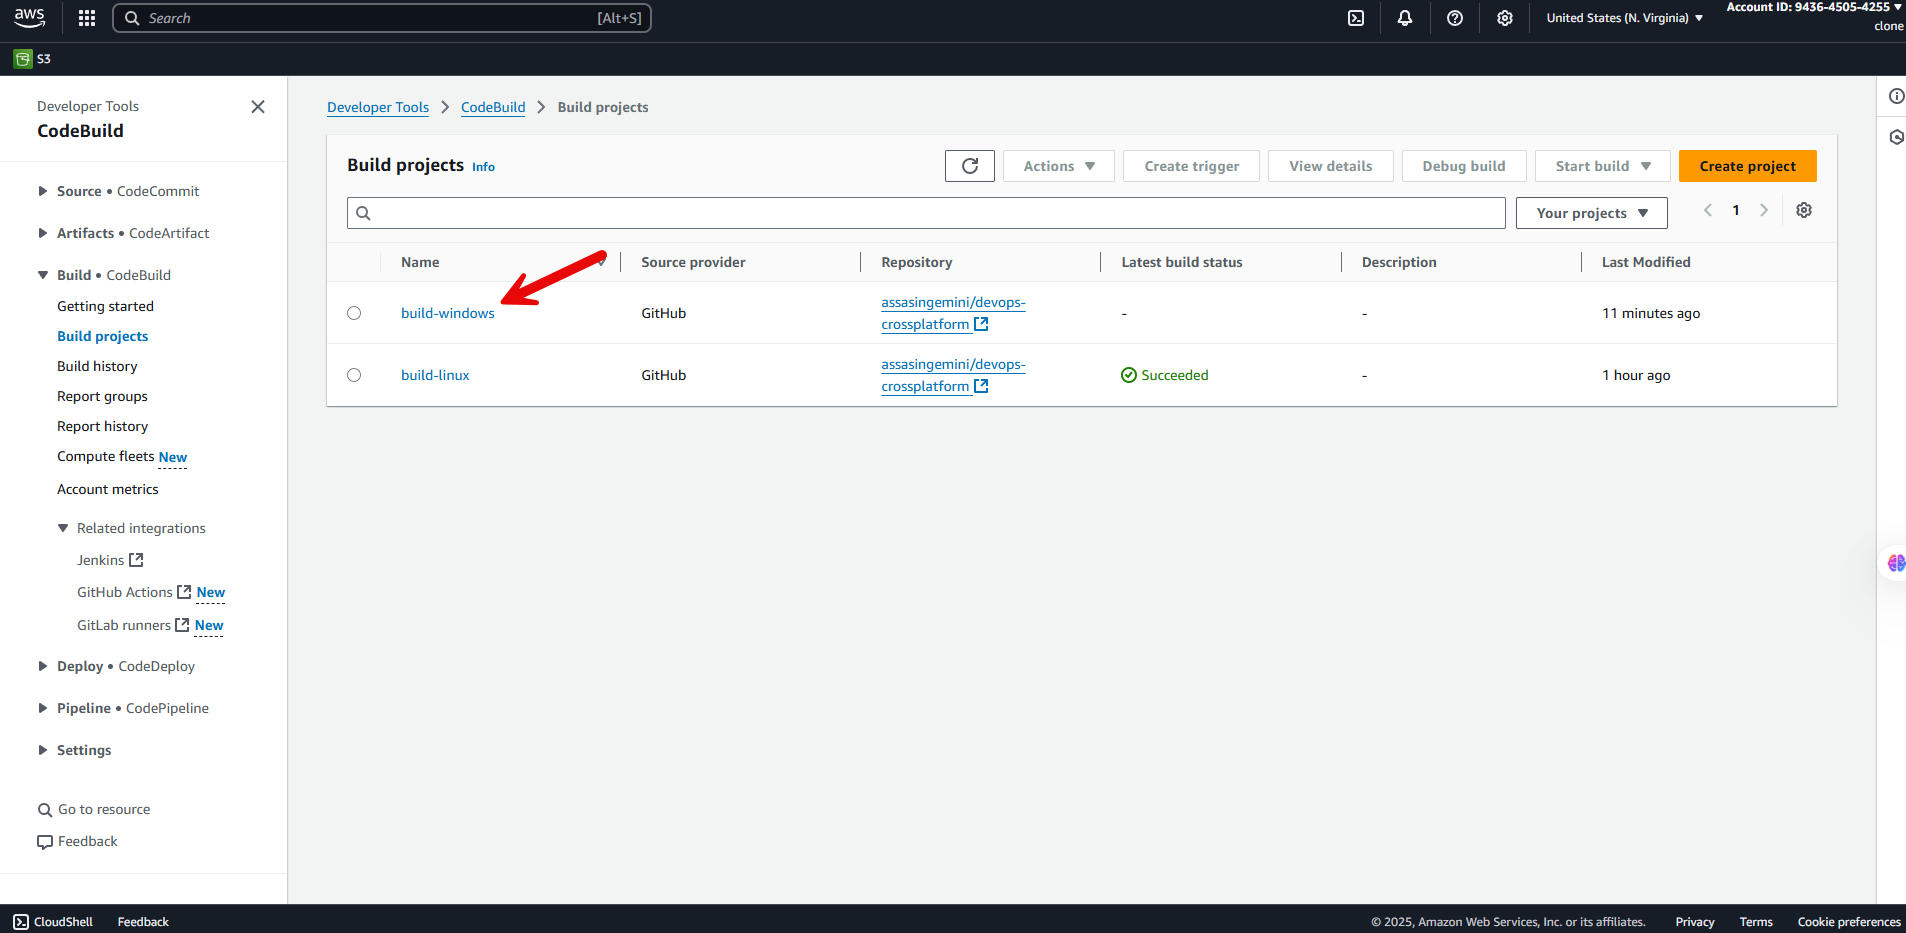 aws
Search [Alt+S]
United States (N. Virginia)
Account ID: 9436-4505-4255
clone
S3
Developer Tools
CodeBuild
Source • CodeCommit
Artifacts • CodeArtifact
Build • CodeBuild
Getting started
Build projects
Build history
Report groups
Report history
Compute fleets New
Account metrics
Related integrations
Jenkins
GitHub Actions New
GitLab runners New
Deploy • CodeDeploy
Pipeline • CodePipeline
Settings
Go to resource
Feedback
Developer Tools > CodeBuild > Build projects
Build projects Info
Actions Create trigger View details Debug build Start build Create project
Your projects 1
Name Source provider Repository Latest build status Description Last Modified
build-windows GitHub assasingemini/devops- - - 11 minutes ago
crossplatform
build-linux GitHub assasingemini/devops- Succeeded - 1 hour ago
crossplatform
CloudShell Feedback © 2025, Amazon Web Services, Inc. or its affiliates. Privacy Terms Cookie preferences